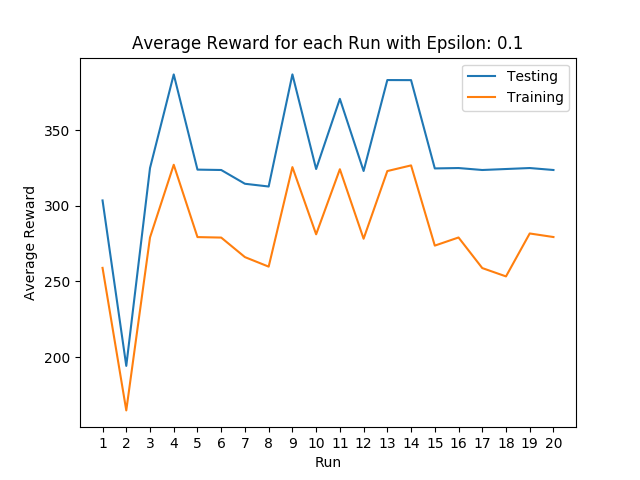 Average Reward for each Run with Epsilon: 0.1
Testing
Training
350
300
250
200
Average Reward
1 2 3 4 5 6 7 8 9 10 11 12 13 14 15 16 17 18 19 20
Run